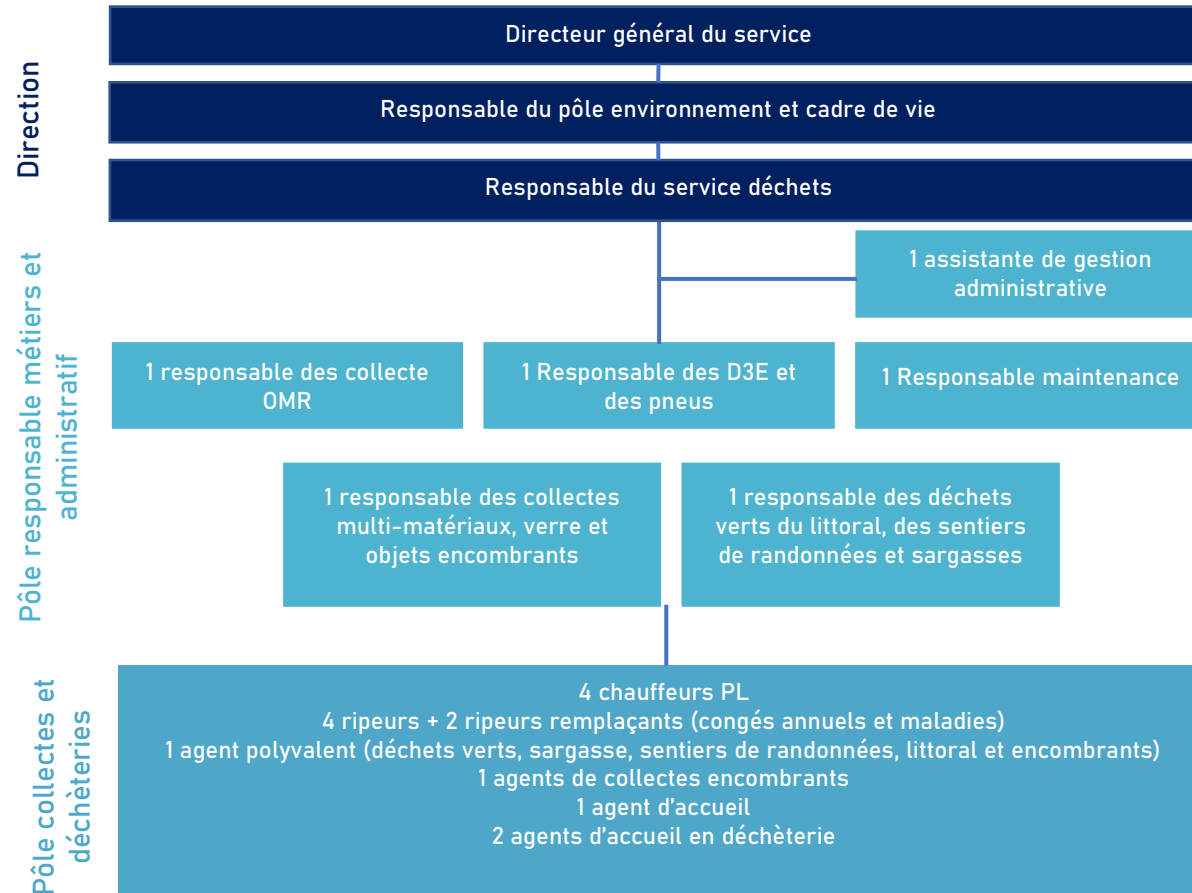 Direction
Directeur général du service
Responsable du pôle environnement et cadre de vie
Responsable du service déchets
Pôle responsable métiers et
administratif
1 assistante de gestion
administrative
1 responsable des collecte
OMR
1 Responsable des D3E et
des pneus
1 Responsable maintenance
1 responsable des collectes
multi-matériaux, verre et
objets encombrants
1 responsable des déchets
verts du littoral, des sentiers
de randonnées et sargasses
Pôle collectes et
déchèteries
4 chauffeurs PL
4 ripeurs + 2 ripeurs remplaçants (congés annuels et maladies)
1 agent polyvalent (déchets verts, sargasse, sentiers de randonnées, littoral et encombrants)
1 agents de collectes encombrants
1 agent d'accueil
2 agents d'accueil en déchèterie